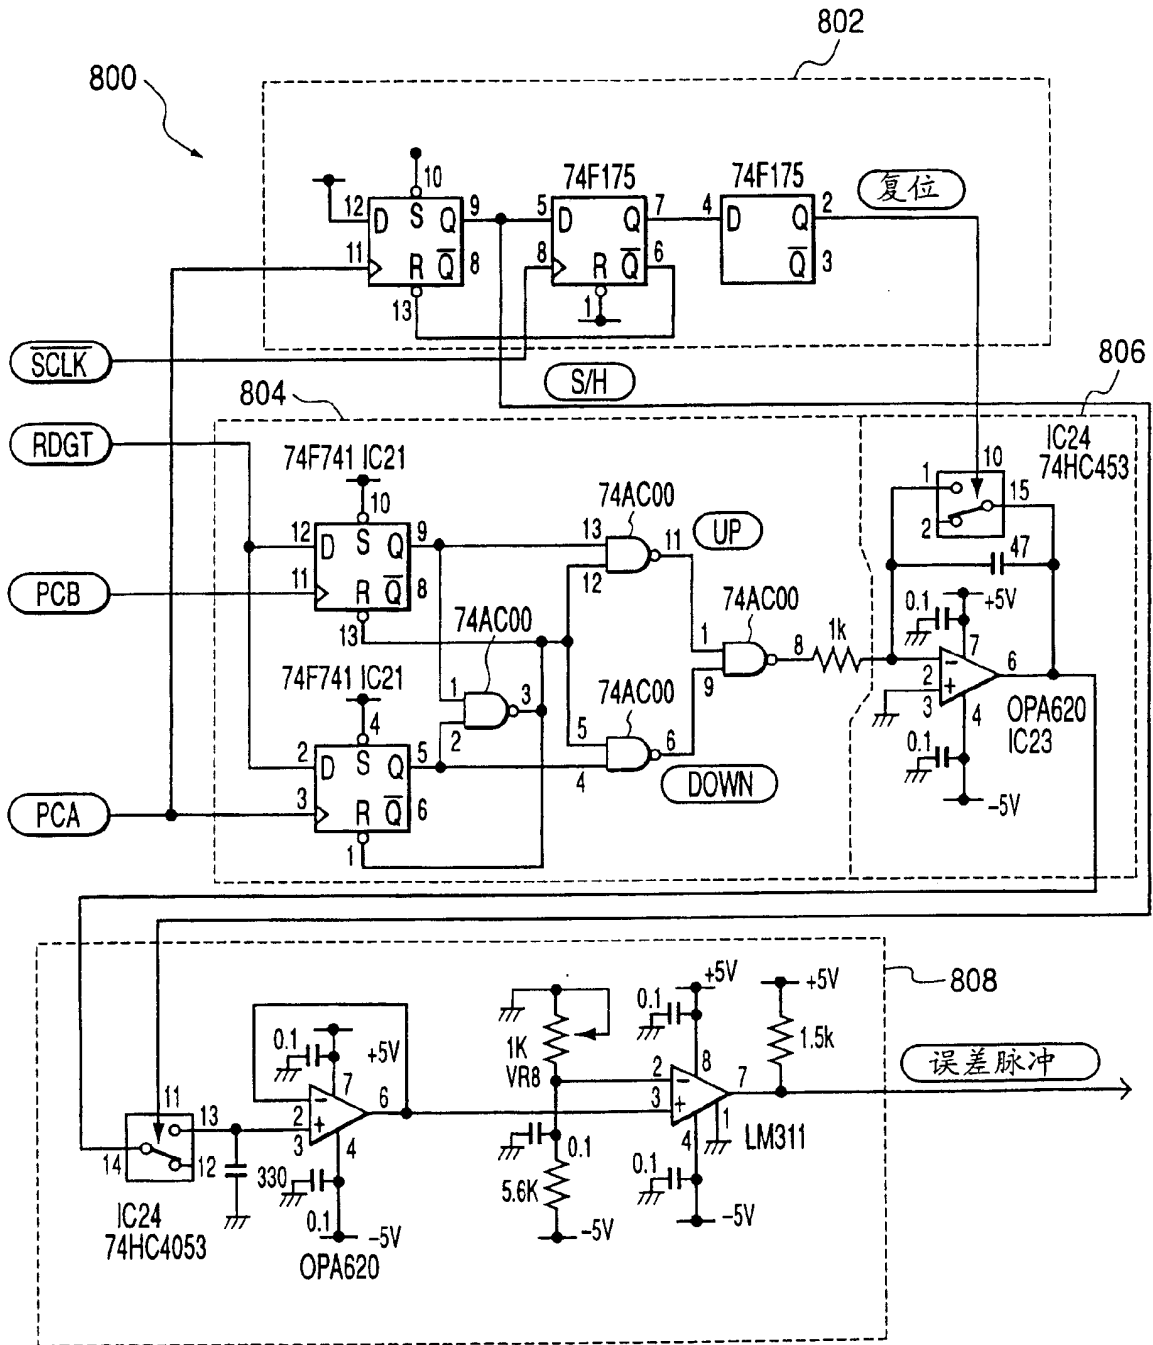 802
800
74F175
74F175
复位
10
12
D
S
Q
9
5
D
Q
7
4
D
Q
2
11
R
Q̅
8
8
R
Q̅
6
Q̅
3
13
1
S̅C̅L̅K̅
S/H
806
804
RDGT
IC24
74HC453
74F741 IC21
10
1
10
15
2
74AC00
UP
12
D
S
Q
9
13
11
12
47
PCB
11
R
Q̅
8
74AC00
74AC00
0.1
+5V
13
1
8
1k
7
74F741 IC21
9
2
−
6
1
3
74AC00
3
+
4
OPA620
IC23
4
2
5
6
0.1
2
D
S
Q
5
4
DOWN
−5V
PCA
3
R
Q̅
6
1
808
+5V
+5V
0.1
0.1
+5V
1K
VR8
1.5k
误差脉冲
7
8
6
2
−
7
11
−
3
+
13
2
+
1
14
12
3
4
4
LM311
330
0.1
0.1
5.6K
IC24
74HC4053
0.1
−5V
−5V
−5V
OPA620